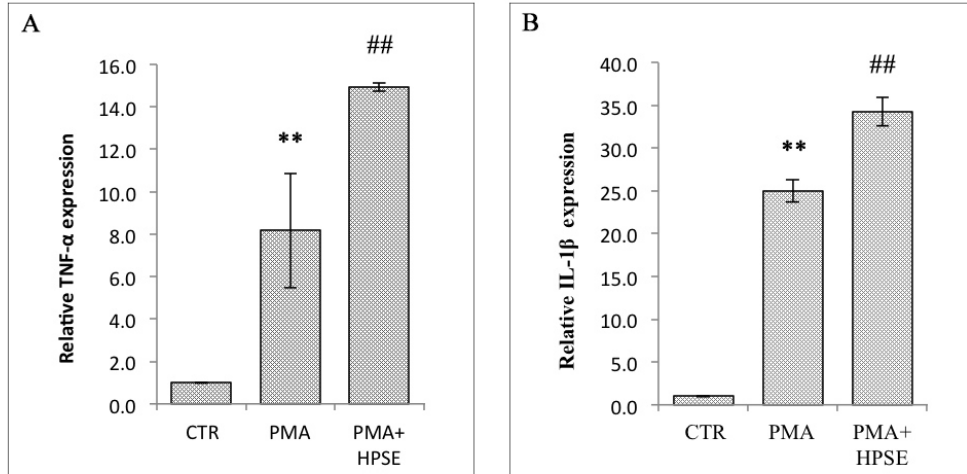 A
Relative TNF-α expression
16.0
14.0
12.0
10.0
8.0
6.0
4.0
2.0
0.0
**
##
CTR
PMA
PMA+
HPSE
B
Relative IL-1β expression
40.0
35.0
30.0
25.0
20.0
15.0
10.0
5.0
0.0
**
##
CTR
PMA
PMA+
HPSE